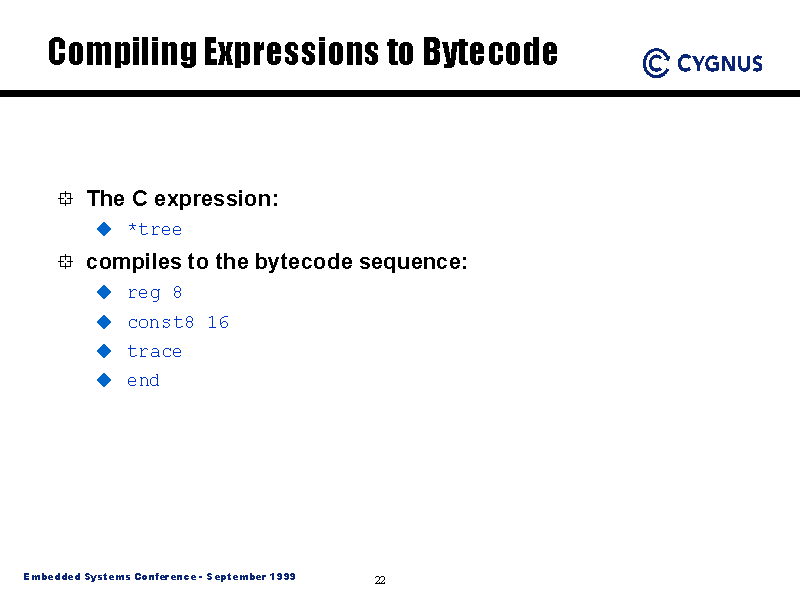 Compiling Expressions to Bytecode
CYGNUS
The C expression:
*tree
compiles to the bytecode sequence:
reg 8
const8 16
trace
end
Embedded Systems Conference - September 1999
22